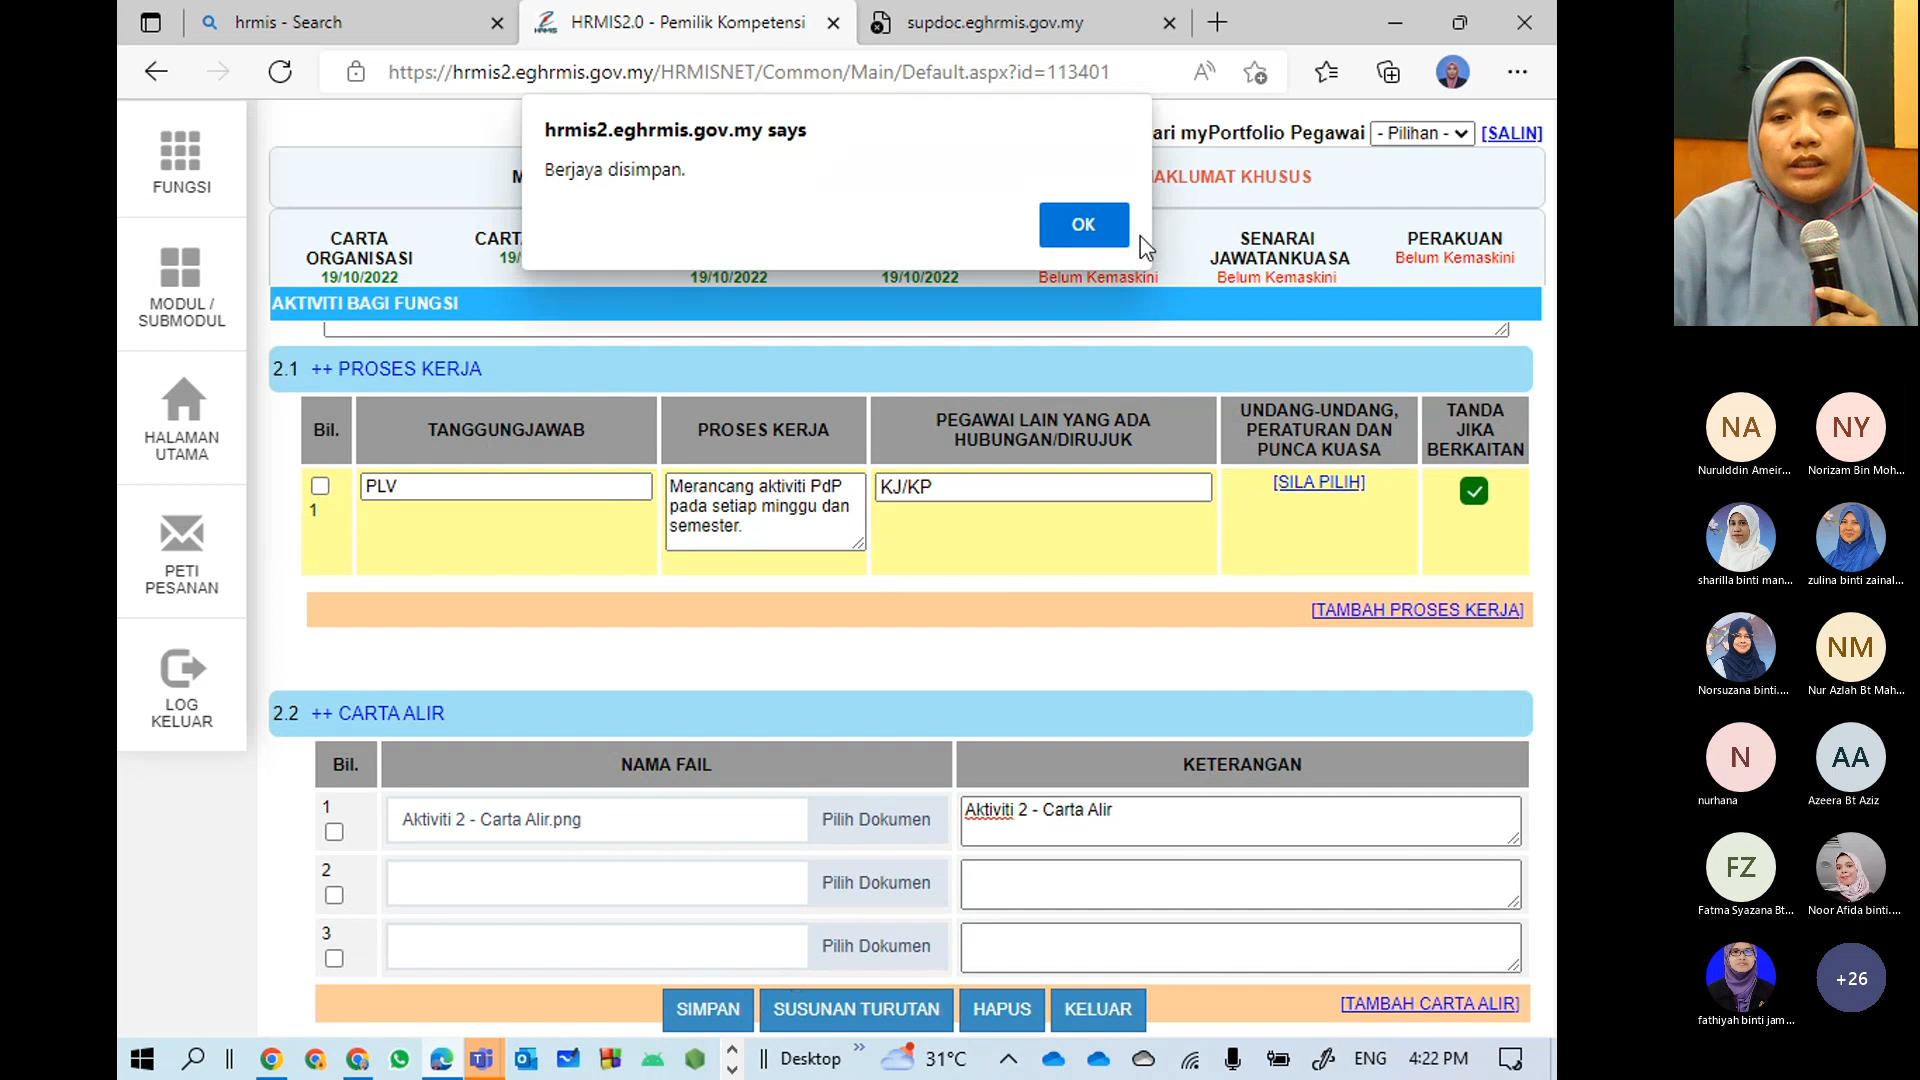 hrmis - Search
HRMIS2.0 - Pemilik Kompetensi
supdoc.eghrmis.gov.my
https://hrmis2.eghrmis.gov.my/HRMISNET/Common/Main/Default.aspx?id=113401
hrmis2.eghrmis.gov.my says
Berjaya disimpan.
OK
ari myPortfolio Pegawai - Pilihan - [SALIN]
M
AKLUMAT KHUSUS
CARTA ORGANISASI
19/10/2022
CART
19/
19/10/2022
19/10/2022
Belum Kemaskini
SENARAI JAWATANKUASA
Belum Kemaskini
PERAKUAN
Belum Kemaskini
FUNGSI
MODUL /
SUBMODUL
HALAMAN
UTAMA
PETI
PESANAN
LOG
KELUAR
AKTIVITI BAGI FUNGSI
2.1 ++ PROSES KERJA
Bil. TANGGUNGJAWAB PROSES KERJA PEGAWAI LAIN YANG ADA HUBUNGAN/DIRUJUK UNDANG-UNDANG, PERATURAN DAN PUNCA KUASA TANDA JIKA BERKAITAN
1 PLV
Merancang aktiviti PdP
pada setiap minggu dan
semester.
KJ/KP
[SILA PILIH]
[TAMBAH PROSES KERJA]
2.2 ++ CARTA ALIR
Bil. NAMA FAIL KETERANGAN
1 Aktiviti 2 - Carta Alir.png Pilih Dokumen Aktiviti 2 - Carta Alir
2 Pilih Dokumen
3 Pilih Dokumen
SIMPAN SUSUNAN TURUTAN HAPUS KELUAR [TAMBAH CARTA ALIR]
Desktop 31°C ENG 4:22 PM
NA NY
Nurulddin Ameir... Norizam Bin Moh...
sharilla binti man... zulina binti zainal...
NM
Norsuzana binti.... Nur Azlah Bt Mah...
N AA
nurhana Azeera Bt Aziz
FZ
Fatma Syazana Bt... Noor Afida binti....
+26
fathiyah binti jam...